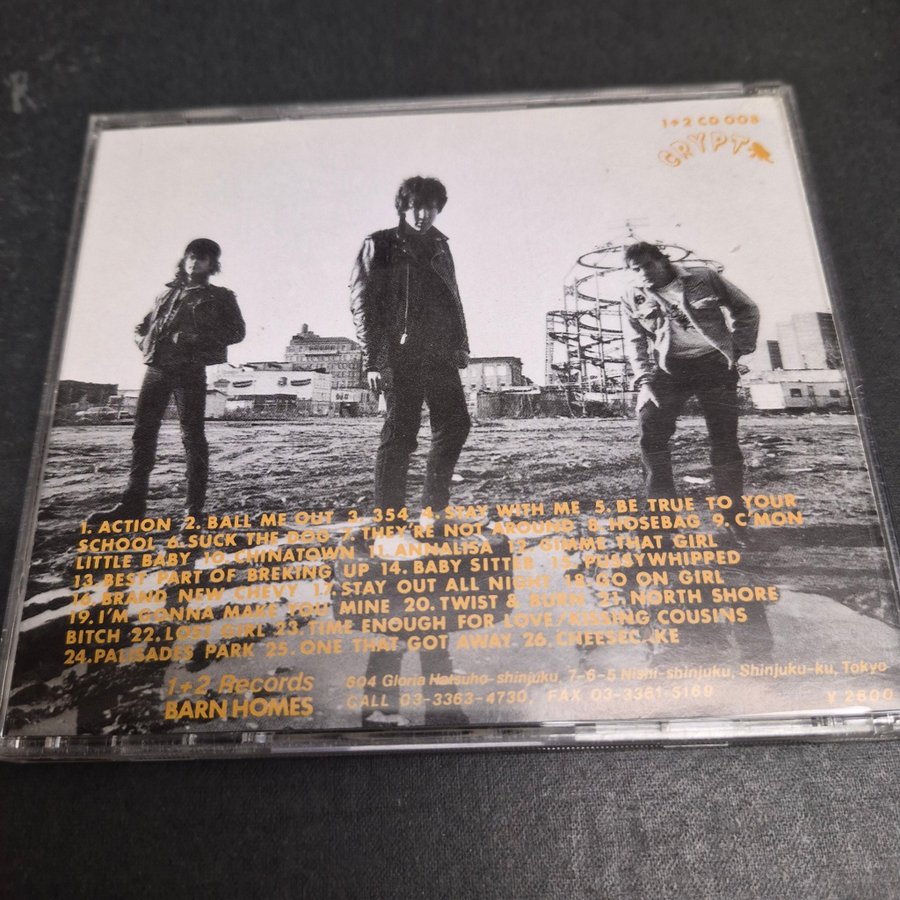 1+2 CD 008
CRYPT
1. ACTION 2. BALL ME OUT 3. 354 4. STAY WITH ME 5. BE TRUE TO YOUR
SCHOOL 6. SUCK THE DOG 7. THEY'RE NOT AROUND 8. HOSEBAG 9. C'MON
LITTLE BABY 10. CHINATOWN 11. ANNALISA 12. GIMME THAT GIRL
13. BEST PART OF BREKING UP 14. BABY SITTER 15. PUSSYWHIPPED
16. BRAND NEW CHEVY 17. STAY OUT ALL NIGHT 18. GO ON GIRL
19. I'M GONNA MAKE YOU MINE 20. TWIST & BURN 21. NORTH SHORE
BITCH 22. LOST GIRL 23. TIME ENOUGH FOR LOVE/KISSING COUSINS
24. PALISADES PARK 25. ONE THAT GOT AWAY 26. CHEESEC KE
1+2 Records 604 Gloria Hatsuho-shinjuku, 7-6-5 Nishi-shinjuku, Shinjuku-ku, Tokyo
BARN HOMES CALL 03-3363-4730, FAX 03-3361-5169 ¥2600